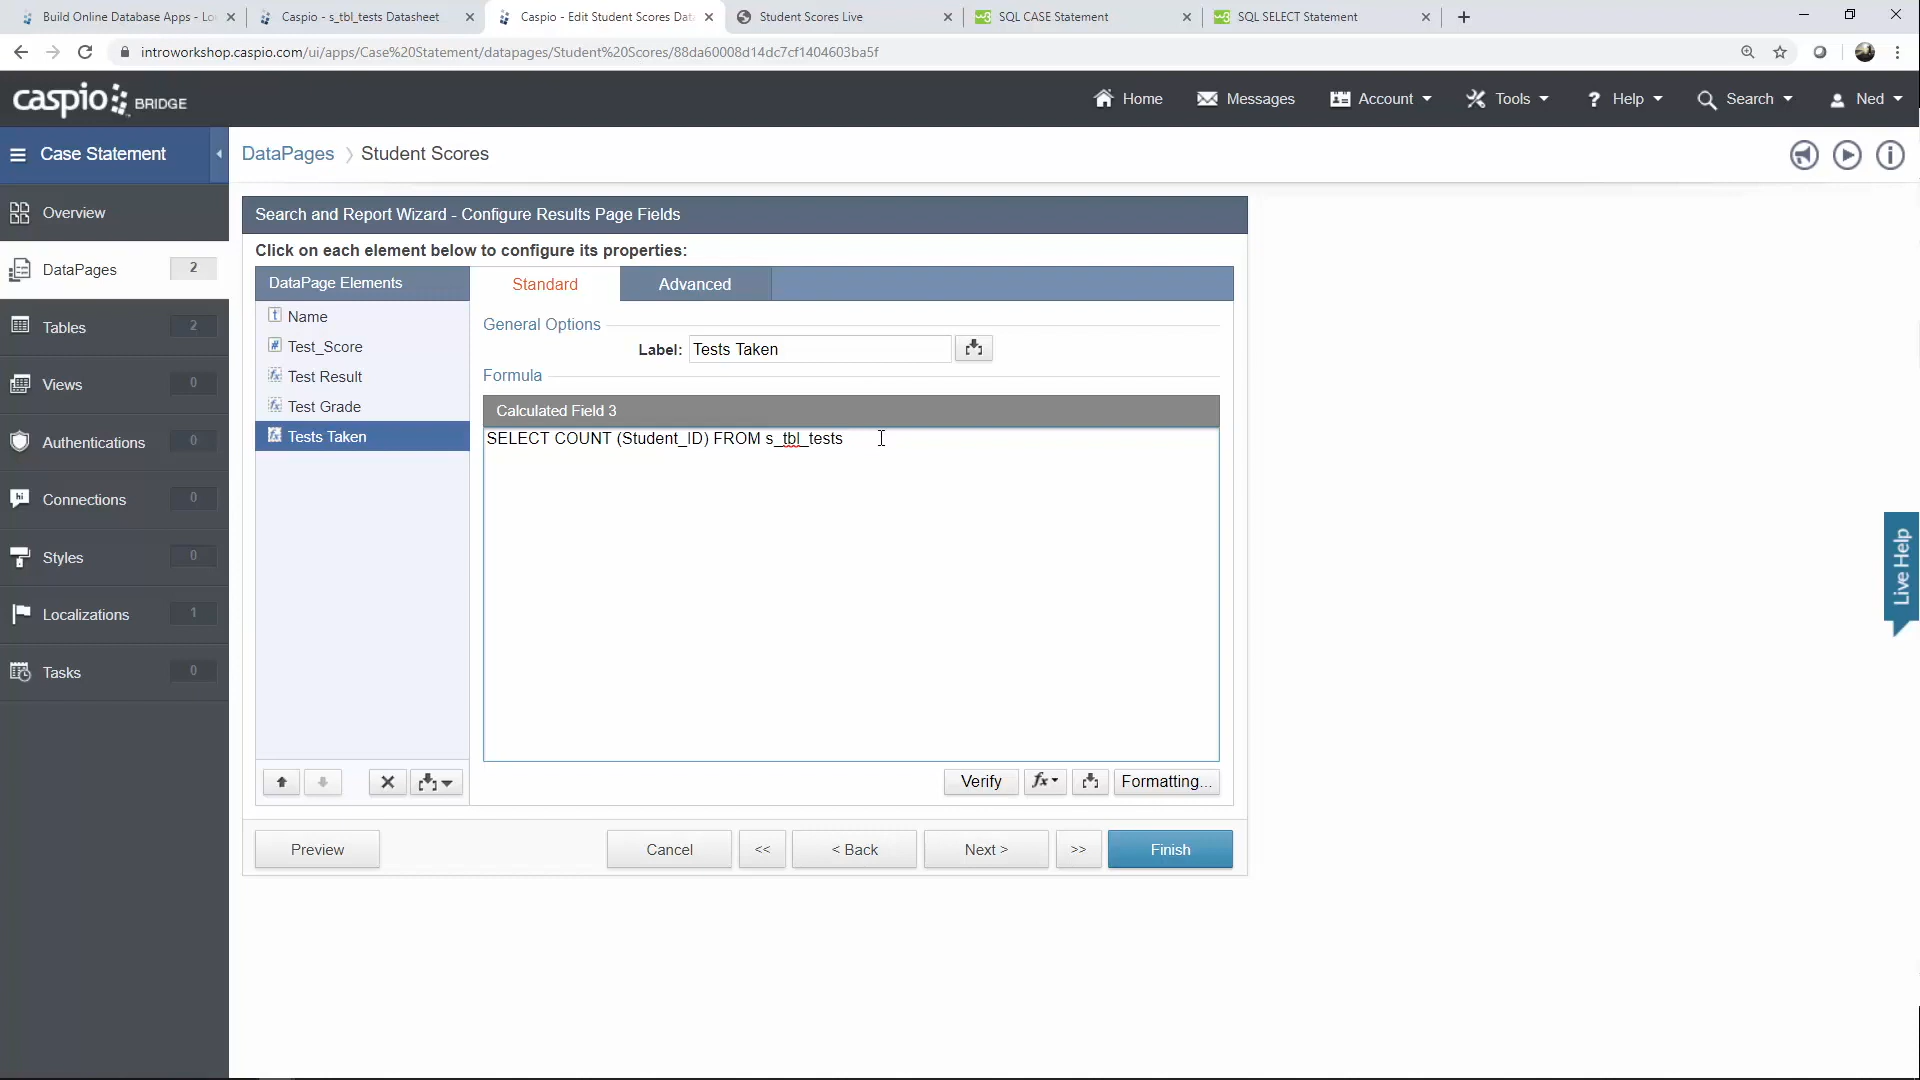 Build Online Database Apps - Lo
Caspio - s_tbl_tests Datasheet
Caspio - Edit Student Scores Data
Student Scores Live
SQL CASE Statement
SQL SELECT Statement
introworkshop.caspio.com/ui/apps/Case%20Statement/datapages/Student%20Scores/88da60008d14dc7cf1404603ba5f
caspio BRIDGE
Home
Messages
Account
Tools
? Help
Search
Ned
Case Statement
DataPages
Student Scores
Overview
DataPages 2
Tables 2
Views 0
Authentications 0
Connections 0
Styles 0
Localizations 1
Tasks 0
Search and Report Wizard - Configure Results Page Fields
Click on each element below to configure its properties:
DataPage Elements
Standard
Advanced
Name
Test_Score
Test Result
Test Grade
Tests Taken
General Options
Label: Tests Taken
Formula
Calculated Field 3
SELECT COUNT (Student_ID) FROM s_tbl_tests
Verify
fx
Formatting...
Preview
Cancel
<<
< Back
Next >
>>
Finish
Live Help